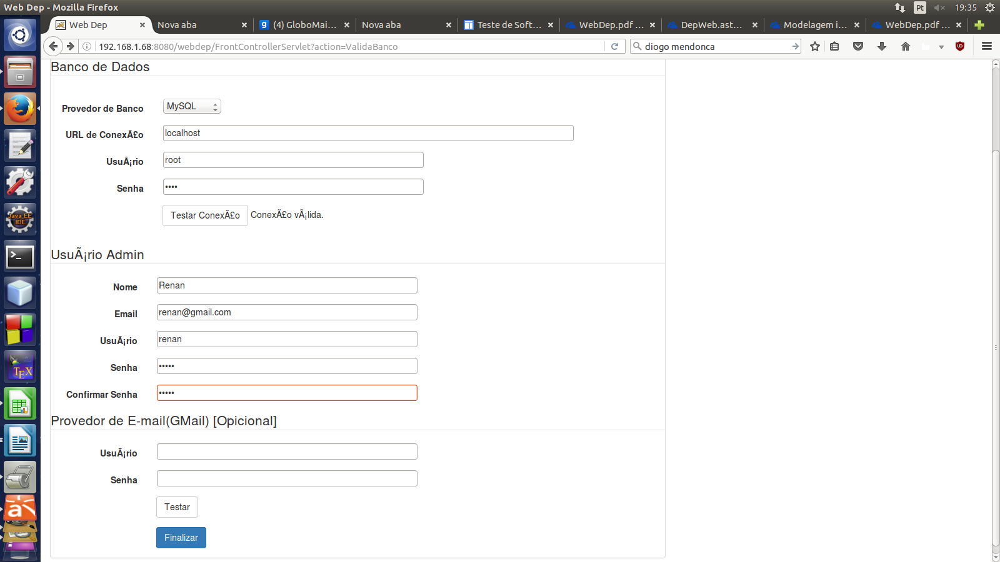 Web Dep - Mozilla Firefox
Pt
19:35
Web Dep
Nova aba
(4) GloboMai...
Nova aba
Teste de Soft...
WebDep.pdf ...
DepWeb.ast...
Modelagem i...
WebDep.pdf ...
192.168.1.68:8080/webdep/FrontControllerServlet?action=ValidaBanco
diogo mendonca
Banco de Dados
Provedor de Banco MySQL
URL de ConexÃ£o localhost
UsuÃ¡rio root
Senha ••••
Testar ConexÃ£o ConexÃ£o vÃ¡lida.
UsuÃ¡rio Admin
Nome Renan
Email renan@gmail.com
UsuÃ¡rio renan
Senha •••••
Confirmar Senha •••••
Provedor de E-mail(GMail) [Opicional]
UsuÃ¡rio
Senha
Testar
Finalizar
Java EE
IDE
TEX